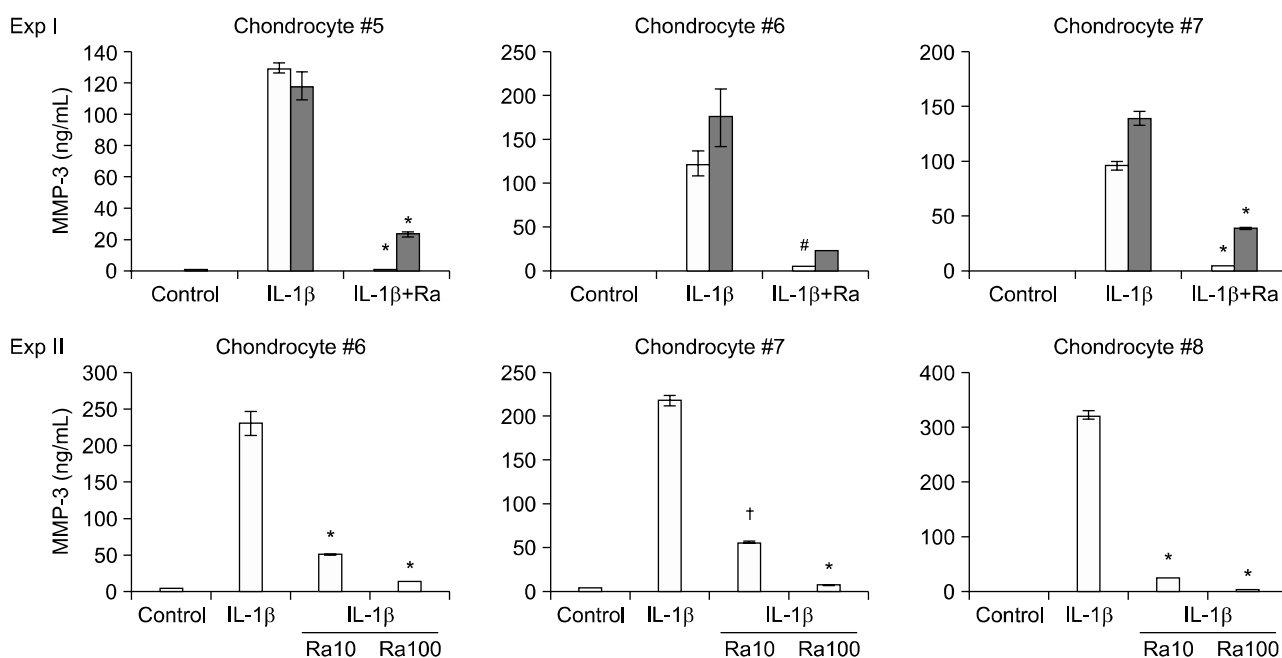 Exp I
Chondrocyte #5
Chondrocyte #6
Chondrocyte #7
MMP-3 (ng/mL)
140
120
100
80
60
40
20
0
* *
Control IL-1β IL-1β+Ra
250
200
150
100
50
0
#
Control IL-1β IL-1β+Ra
200
150
100
50
0
* *
Control IL-1β IL-1β+Ra
Exp II
Chondrocyte #6
Chondrocyte #7
Chondrocyte #8
MMP-3 (ng/mL)
300
250
200
150
100
50
0
* *
Control IL-1β IL-1β
Ra10 Ra100
250
200
150
100
50
0
† *
Control IL-1β IL-1β
Ra10 Ra100
400
300
200
100
0
* *
Control IL-1β IL-1β
Ra10 Ra100